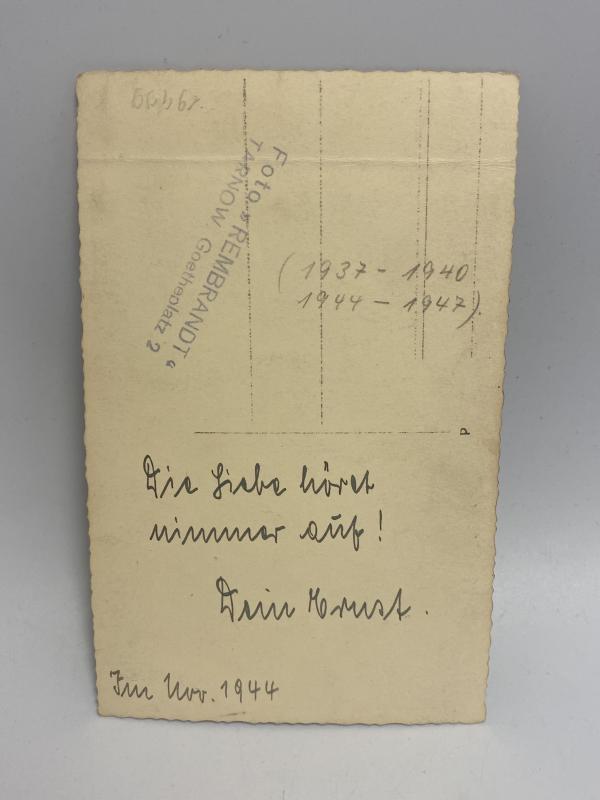 Foto „REMBRANDT“
TARNOW Goetheplatz 2
(1937 - 1940
1944 - 1947).
P
Die Liebe höret
nimmer auf!
Dein Ernst.
Im Nov. 1944